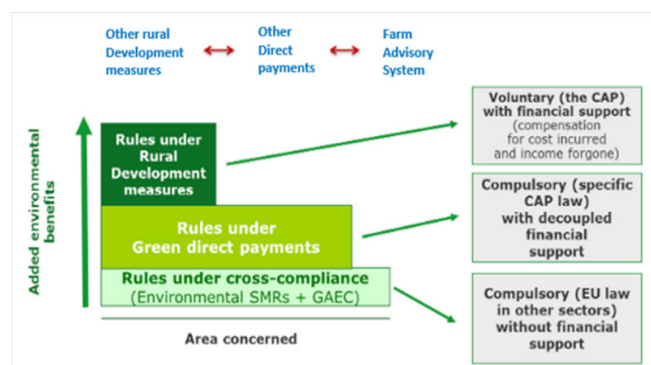 Other rural
Development
measures
Other
Direct
payments
Farm
Advisory
System
Added environmental
benefits
Rules under
Rural
Development
measures
Rules under
Green direct payments
Rules under cross-compliance
(Environmental SMRs + GAEC)
Area concerned
Voluntary (the CAP)
with financial support
(compensation
for cost incurred
and income forgone)
Compulsory (specific
CAP law)
with decoupled
financial
support
Compulsory (EU law
in other sectors)
without financial
support